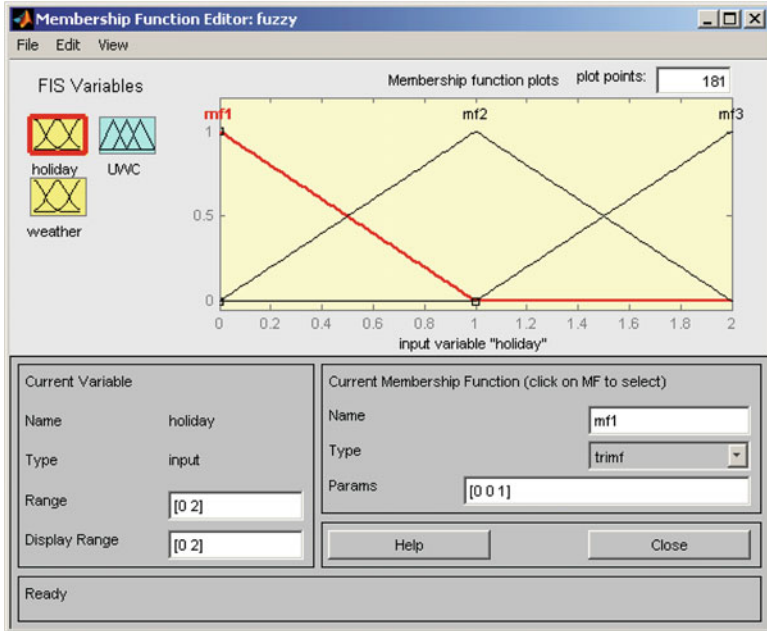 Membership Function Editor: fuzzy
File Edit View
FIS Variables
holiday
UWC
weather
Membership function plots
plot points:
181
mf1
mf2
mf3
1
0.5
0
0 0.2 0.4 0.6 0.8 1 1.2 1.4 1.6 1.8 2
input variable "holiday"
Current Variable
Name holiday
Type input
Range [0 2]
Display Range [0 2]
Current Membership Function (click on MF to select)
Name mf1
Type trimf
Params [0 0 1]
Help
Close
Ready